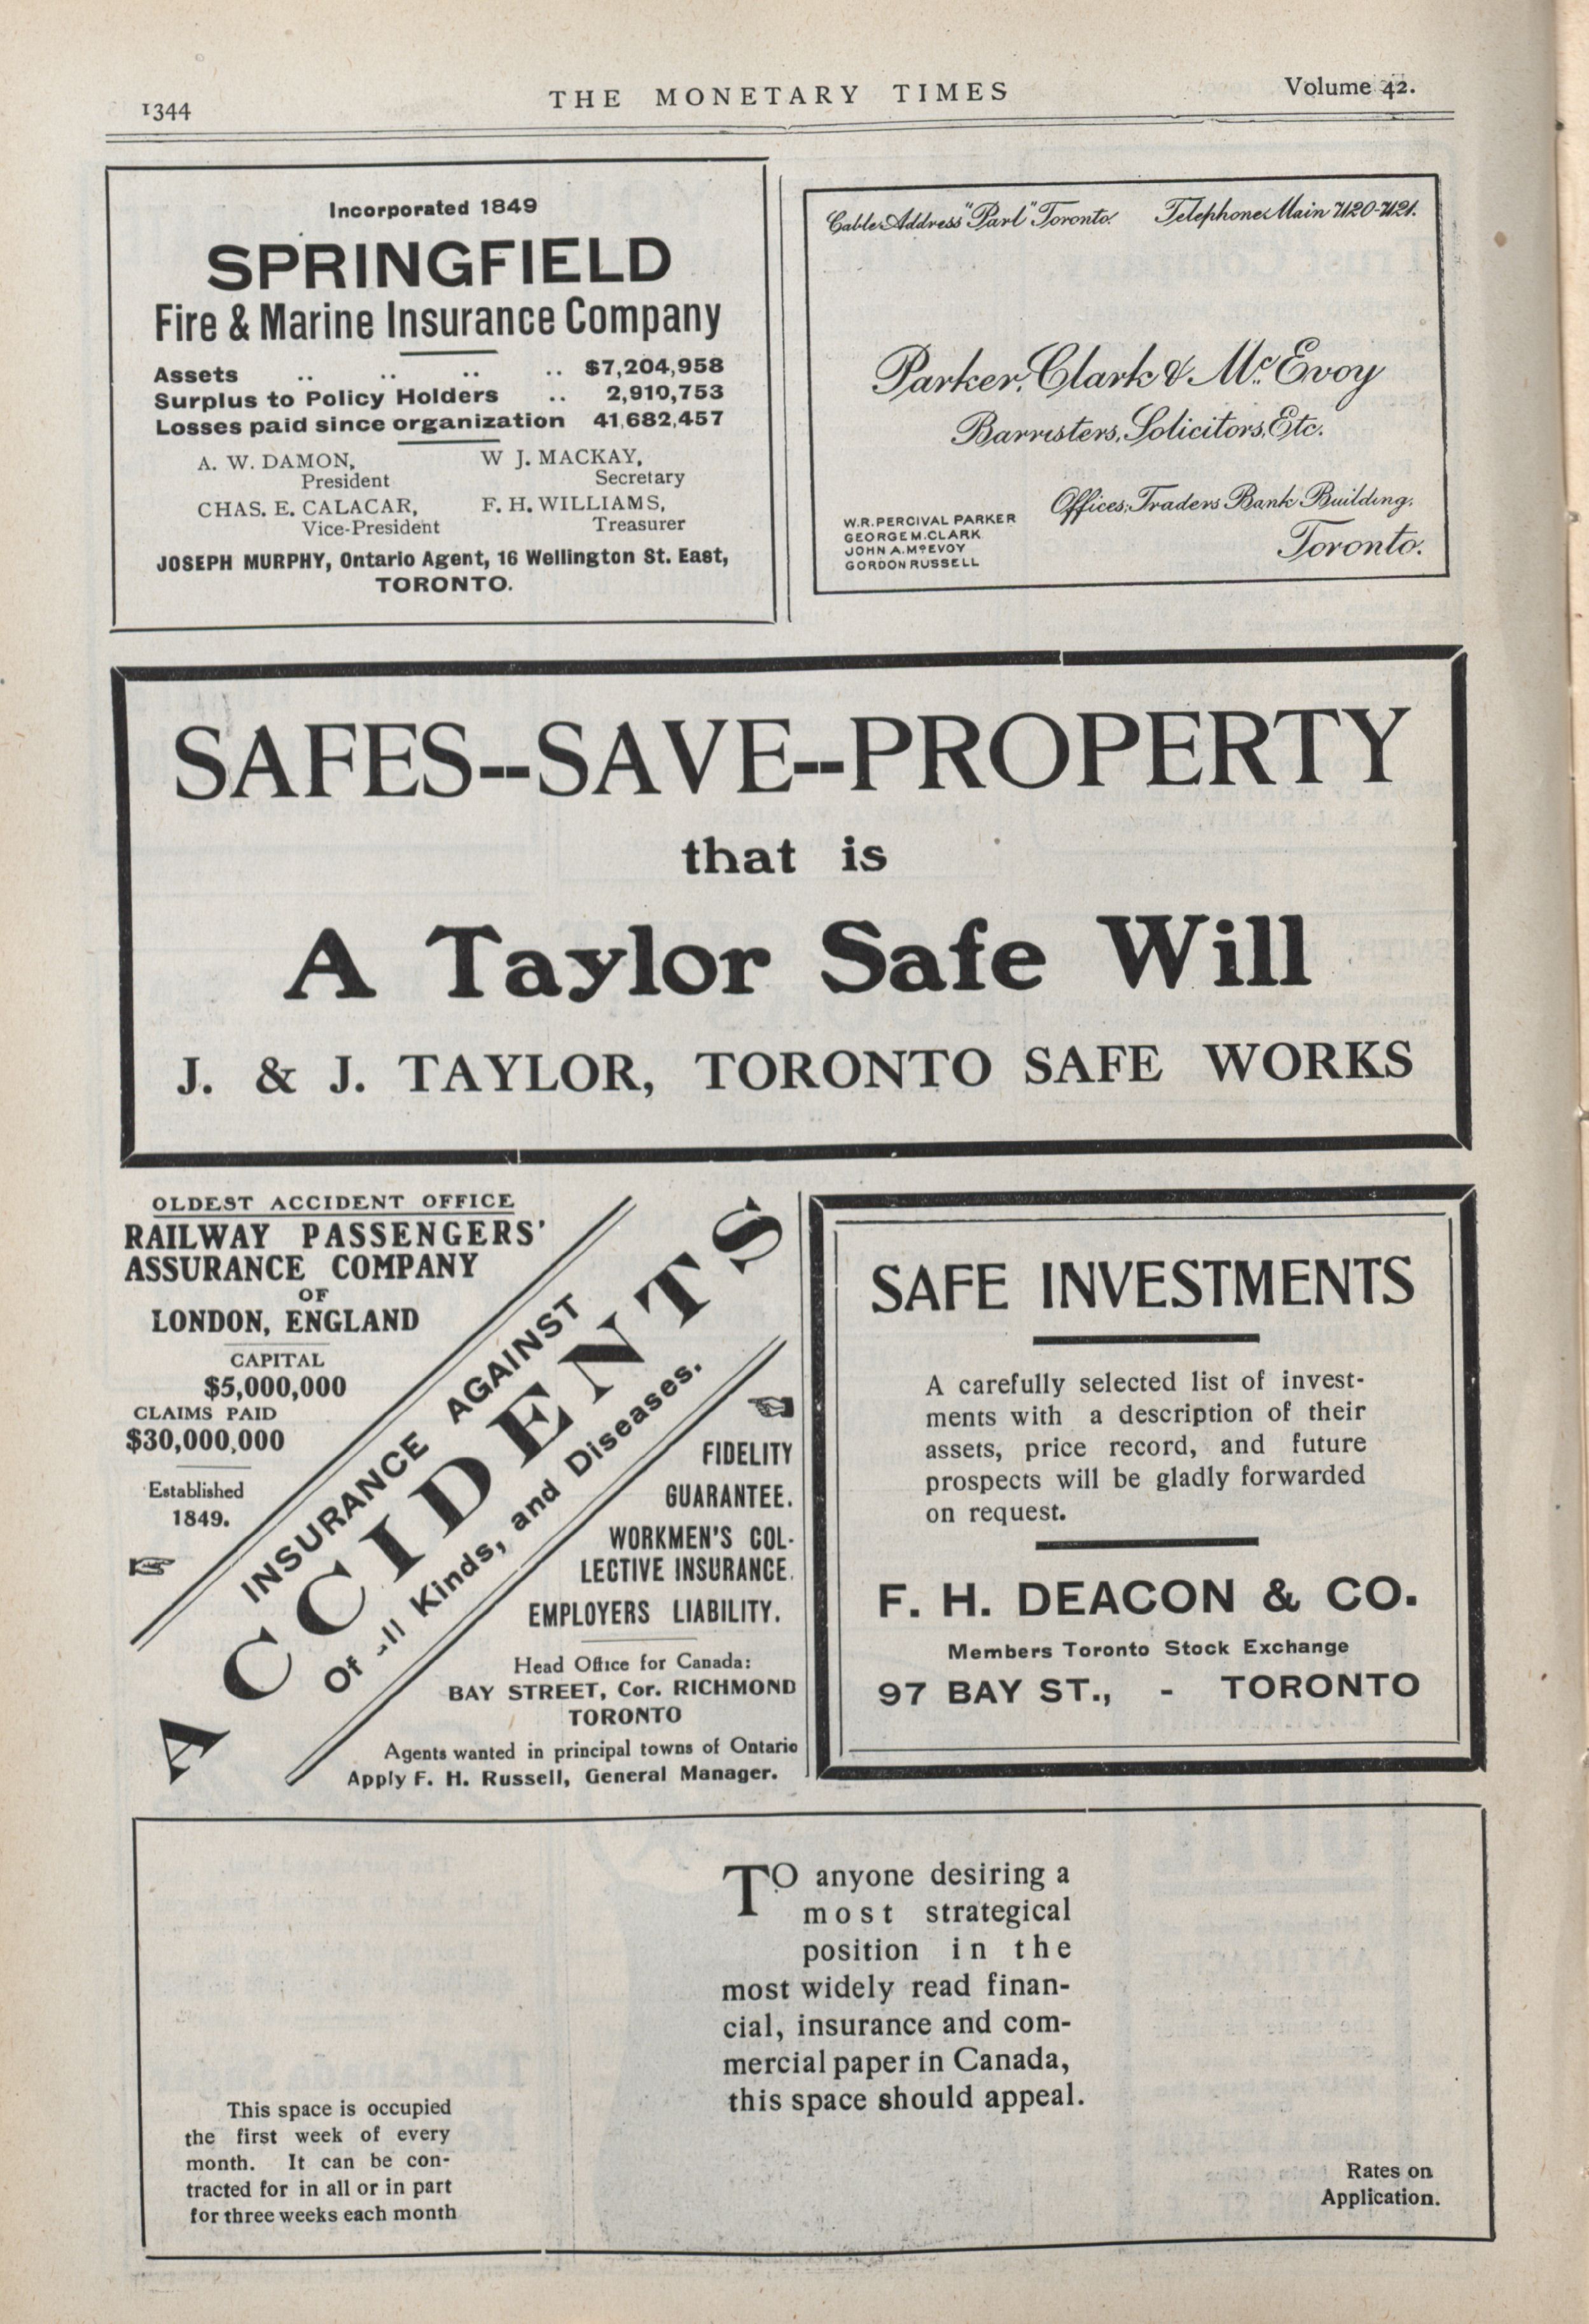 1344
THE MONETARY TIMES
Volume 42.
Incorporated 1849
SPRINGFIELD
Fire & Marine Insurance Company
Assets .. .. .. .. $7,204,958
Surplus to Policy Holders .. 2,910,753
Losses paid since organization 41,682,457
A. W. DAMON,
President
W J. MACKAY,
Secretary
CHAS. E. CALACAR,
Vice-President
F. H. WILLIAMS,
Treasurer
JOSEPH MURPHY, Ontario Agent, 16 Wellington St. East,
TORONTO.
Cable Address "Parl" Toronto. Telephone Main 7120-7121.
Parker, Clark & McEvoy
Barristers, Solicitors, Etc.
Offices: Traders Bank Building,
Toronto.
W.R. PERCIVAL PARKER
GEORGE M. CLARK
JOHN A. McEVOY
GORDON RUSSELL
SAFES--SAVE--PROPERTY
that is
A Taylor Safe Will
J. & J. TAYLOR, TORONTO SAFE WORKS
OLDEST ACCIDENT OFFICE
RAILWAY PASSENGERS'
ASSURANCE COMPANY
OF
LONDON, ENGLAND
CAPITAL
$5,000,000
CLAIMS PAID
$30,000,000
Established
1849.
INSURANCE AGAINST
ACCIDENTS
Of -ll Kinds, and Diseases.
FIDELITY
GUARANTEE.
WORKMEN'S COL-
LECTIVE INSURANCE.
EMPLOYERS LIABILITY.
Head Office for Canada:
BAY STREET, Cor. RICHMOND
TORONTO
Agents wanted in principal towns of Ontario
Apply F. H. Russell, General Manager.
SAFE INVESTMENTS
A carefully selected list of invest-
ments with a description of their
assets, price record, and future
prospects will be gladly forwarded
on request.
F. H. DEACON & CO.
Members Toronto Stock Exchange
97 BAY ST., - TORONTO
TO anyone desiring a
most strategical
position in the
most widely read finan-
cial, insurance and com-
mercial paper in Canada,
this space should appeal.
This space is occupied
the first week of every
month. It can be con-
tracted for in all or in part
for three weeks each month
Rates on
Application.